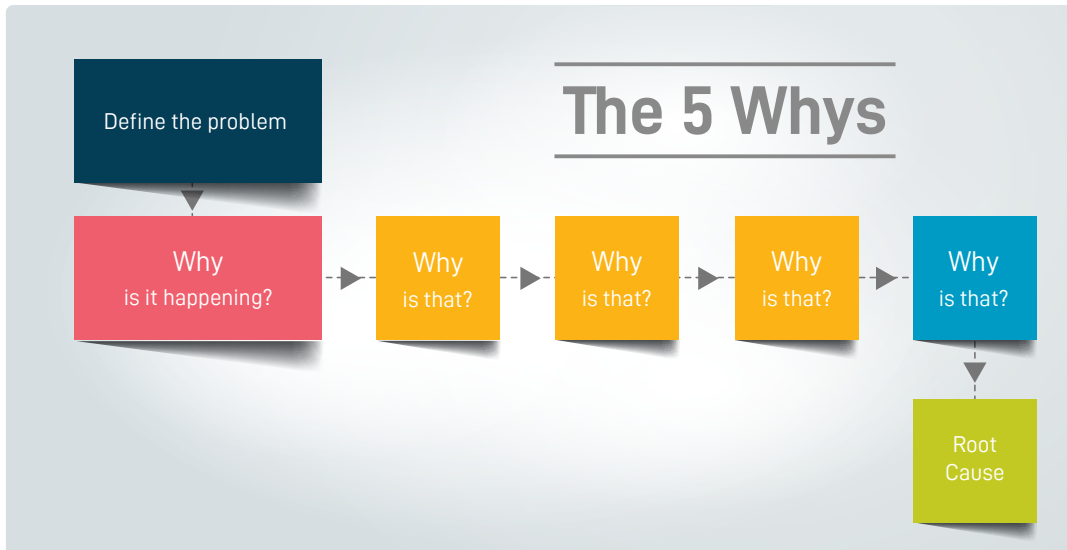 Define the problem
The 5 Whys
Why
is it happening?
Why
is that?
Why
is that?
Why
is that?
Why
is that?
Root
Cause